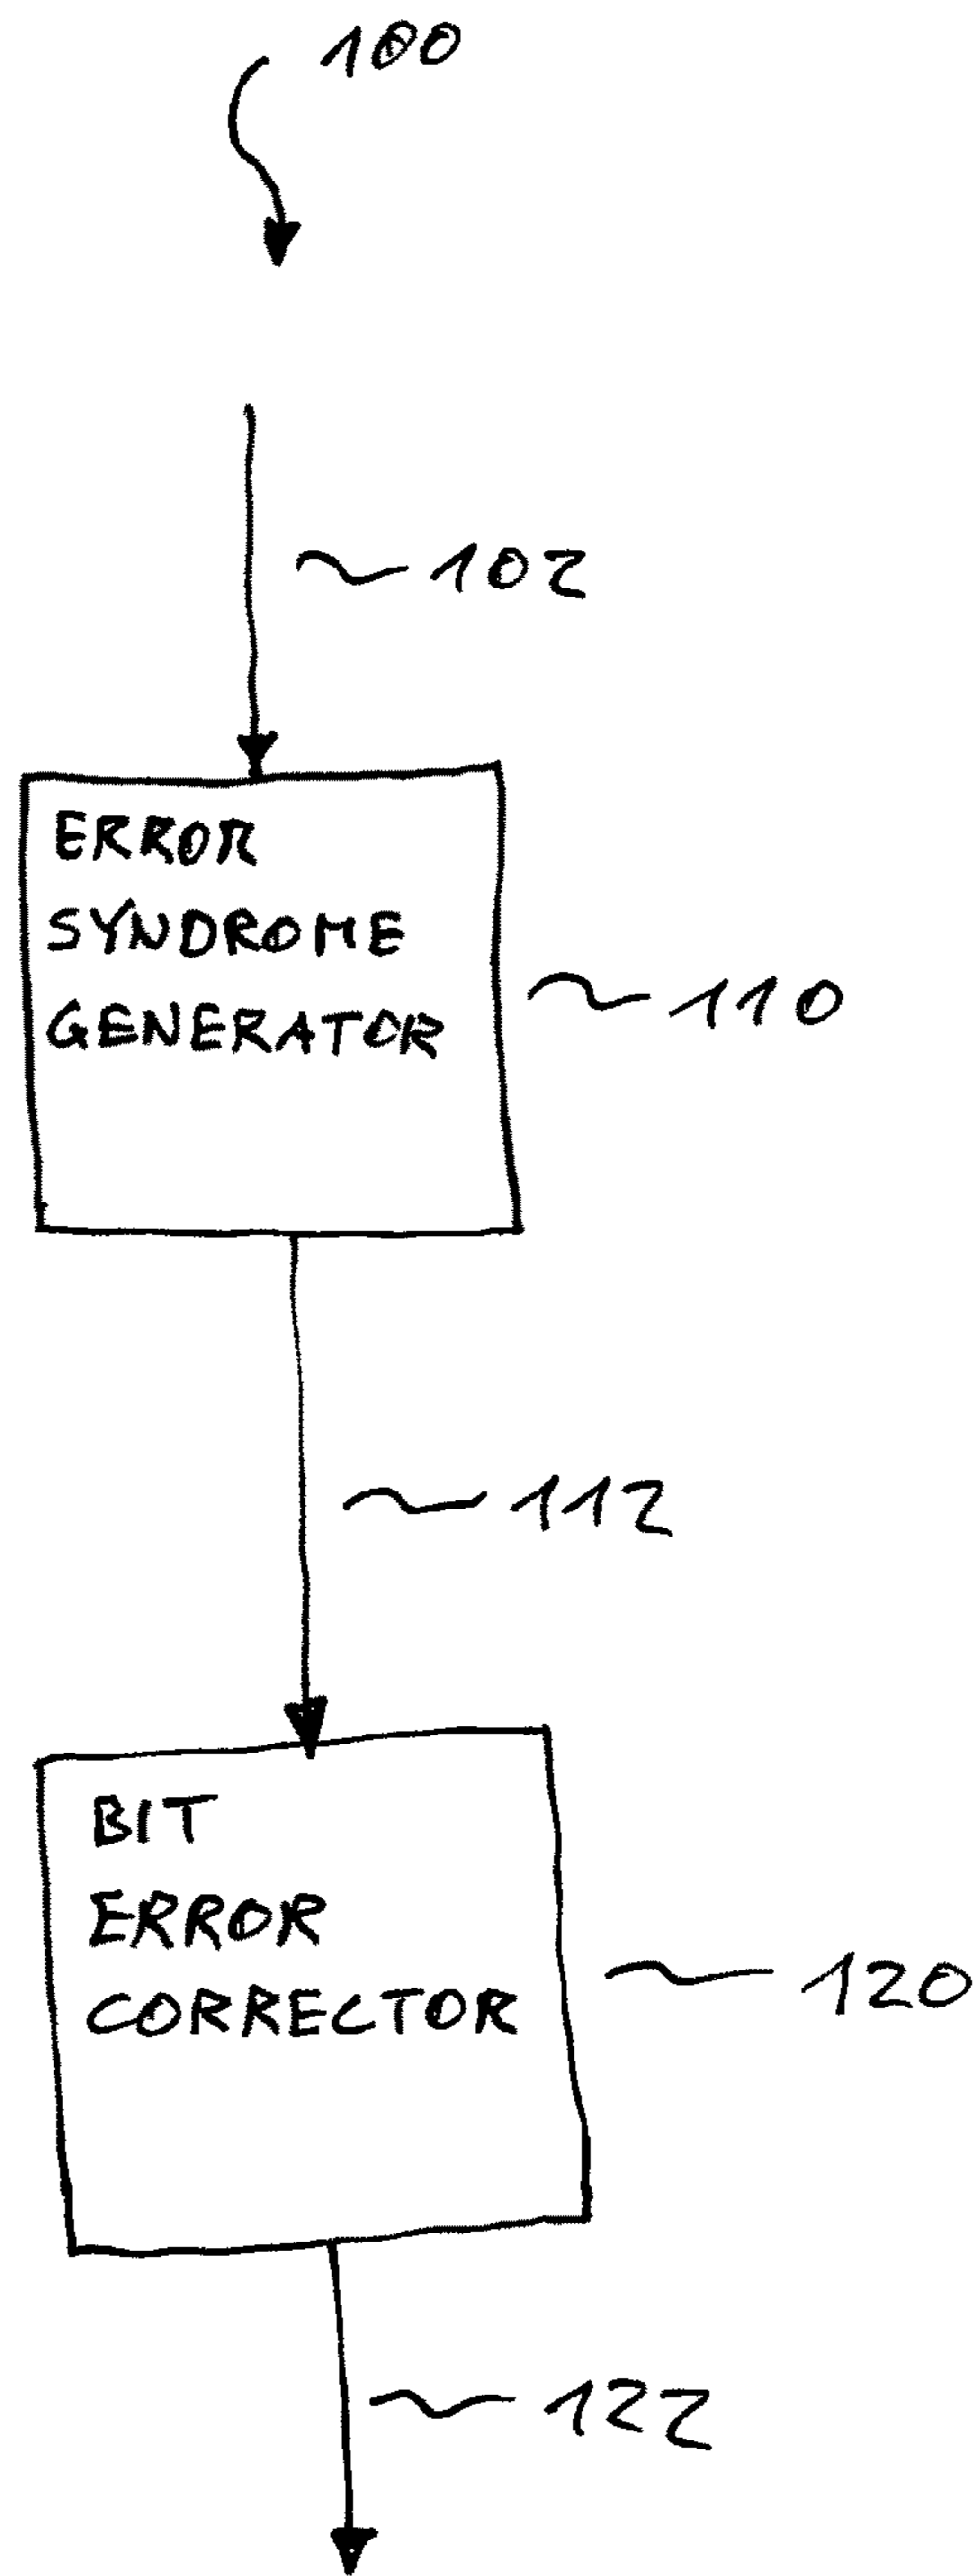 100
102
ERROR
SYNDROME
GENERATOR
110
112
BIT
ERROR
CORRECTOR
120
122